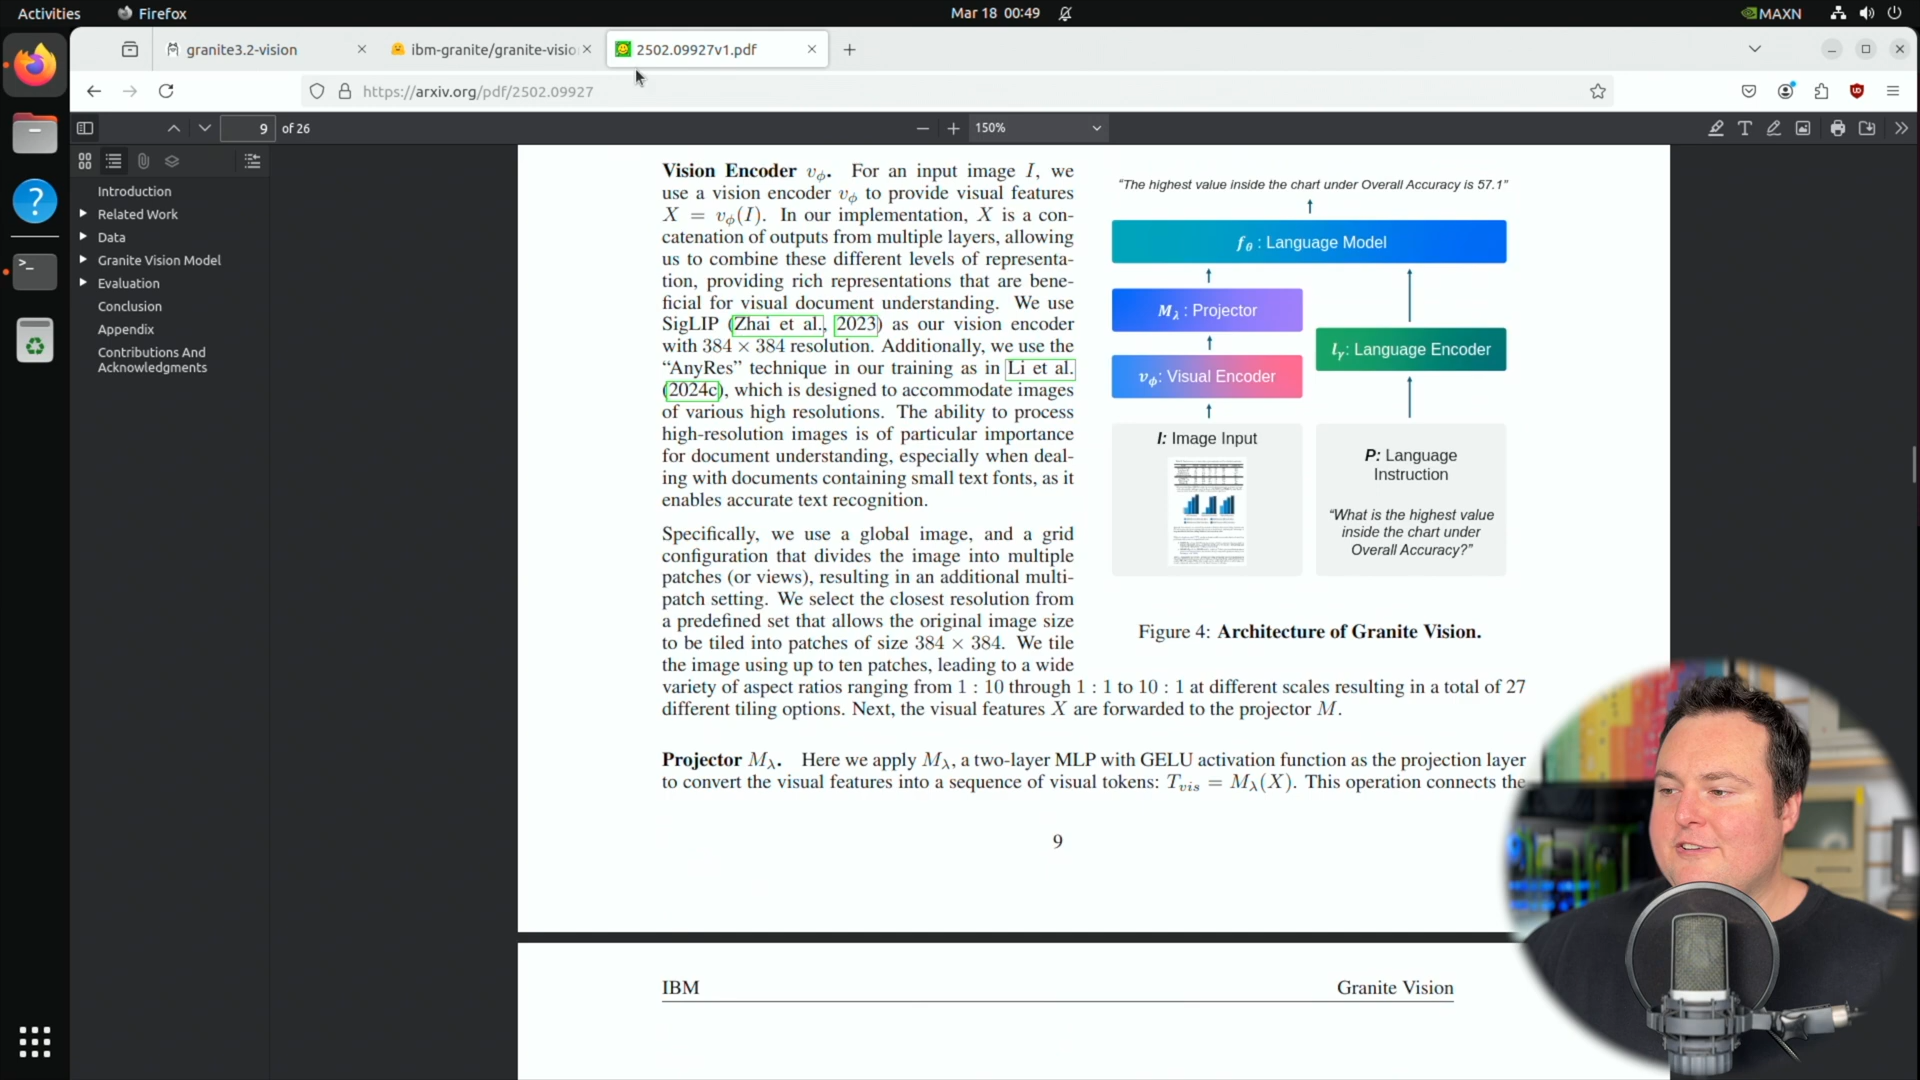 Activities
Firefox
Mar 18 00:49
MAXN
granite3.2-vision
ibm-granite/granite-visio
2502.09927v1.pdf
https://arxiv.org/pdf/2502.09927
9 of 26
150%
Introduction
Related Work
Data
Granite Vision Model
Evaluation
Conclusion
Appendix
Contributions And
Acknowledgments
Vision Encoder vϕ. For an input image I, we
use a vision encoder vϕ to provide visual features
X = vϕ(I). In our implementation, X is a con-
catenation of outputs from multiple layers, allowing
us to combine these different levels of representa-
tion, providing rich representations that are bene-
ficial for visual document understanding. We use
SigLIP (Zhai et al., 2023) as our vision encoder
with 384 × 384 resolution. Additionally, we use the
“AnyRes” technique in our training as in Li et al.
(2024c), which is designed to accommodate images
of various high resolutions. The ability to process
high-resolution images is of particular importance
for document understanding, especially when deal-
ing with documents containing small text fonts, as it
enables accurate text recognition.
Specifically, we use a global image, and a grid
configuration that divides the image into multiple
patches (or views), resulting in an additional multi-
patch setting. We select the closest resolution from
a predefined set that allows the original image size
to be tiled into patches of size 384 × 384. We tile
the image using up to ten patches, leading to a wide
variety of aspect ratios ranging from 1 : 10 through 1 : 1 to 10 : 1 at different scales resulting in a total of 27
different tiling options. Next, the visual features X are forwarded to the projector M.
“The highest value inside the chart under Overall Accuracy is 57.1”
fθ : Language Model
Mλ : Projector
lγ: Language Encoder
vϕ: Visual Encoder
I: Image Input
P: Language
Instruction
“What is the highest value
inside the chart under
Overall Accuracy?”
Figure 4: Architecture of Granite Vision.
Projector Mλ. Here we apply Mλ, a two-layer MLP with GELU activation function as the projection layer
to convert the visual features into a sequence of visual tokens: Tvis = Mλ(X). This operation connects the
9
IBM
Granite Vision